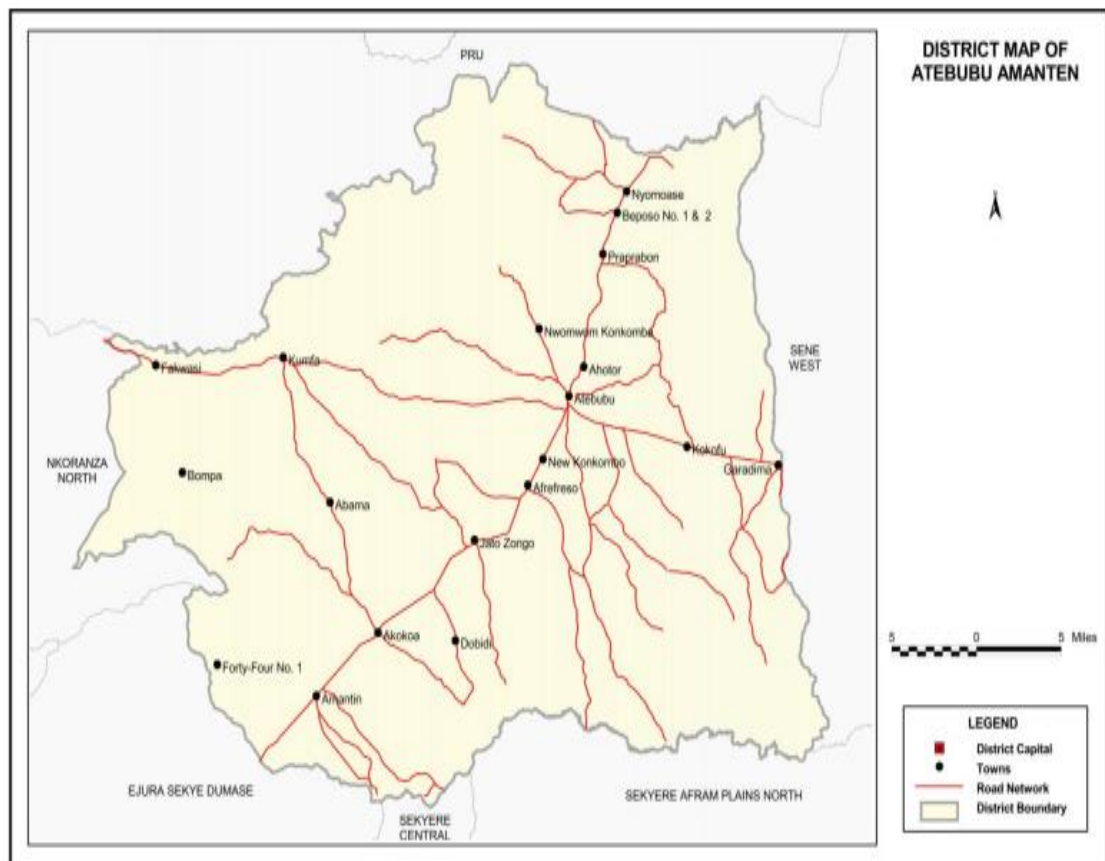 DISTRICT MAP OF
ATEBUBU AMANTEN
PRU
Nyomoase
Beposo No. 1 & 2
Praprabon
Nwomwam Konkomba
SENE
WEST
Fakwasi
Kumfa
Ahotor
Atebubu
Kokofu
NKORANZA
NORTH
Bompa
New Konkombo
Garadima
Afrefreso
Abama
Jato Zongo
Akokoa
Dobidi
5 0 5 Miles
Forty-Four No. 1
Amantin
LEGEND
District Capital
Towns
Road Network
District Boundary
EJURA SEKYE DUMASE
SEKYERE AFRAM PLAINS NORTH
SEKYERE
CENTRAL